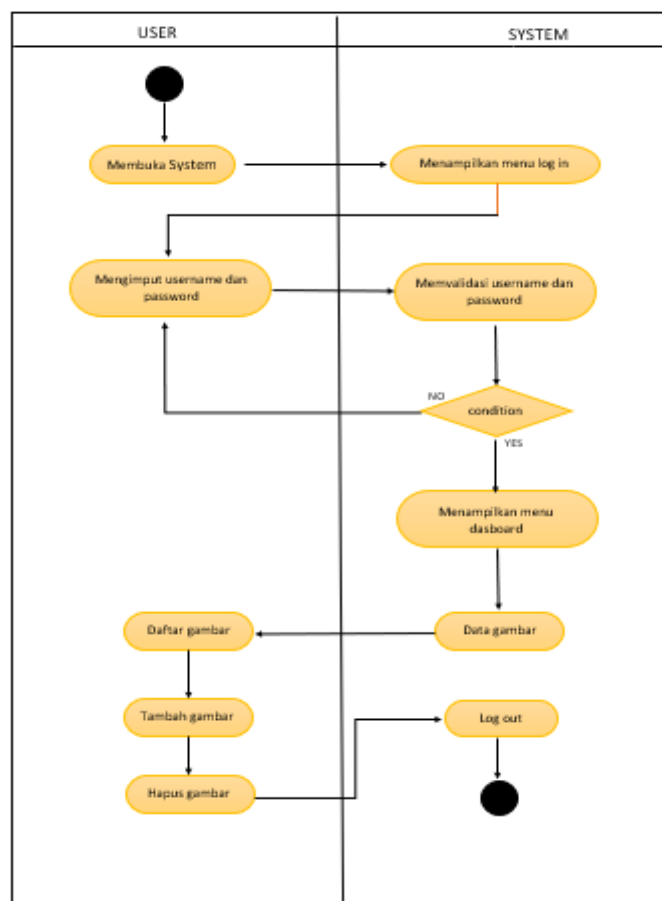 USER
SYSTEM
Membuka System
Menampilkan menu log in
Mengimput username dan
password
Memvalidasi username dan
password
NO
condition
YES
Menampilkan menu
dasboard
Daftar gambar
Data gambar
Tambah gambar
Log out
Hapus gambar